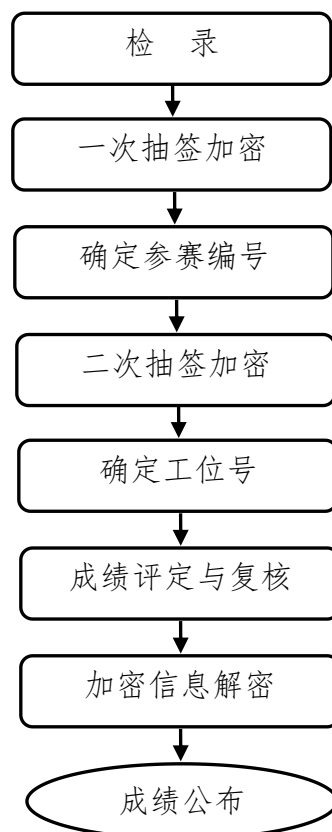 检 录
一次抽签加密
确定参赛编号
二次抽签加密
确定工位号
成绩评定与复核
加密信息解密
成绩公布